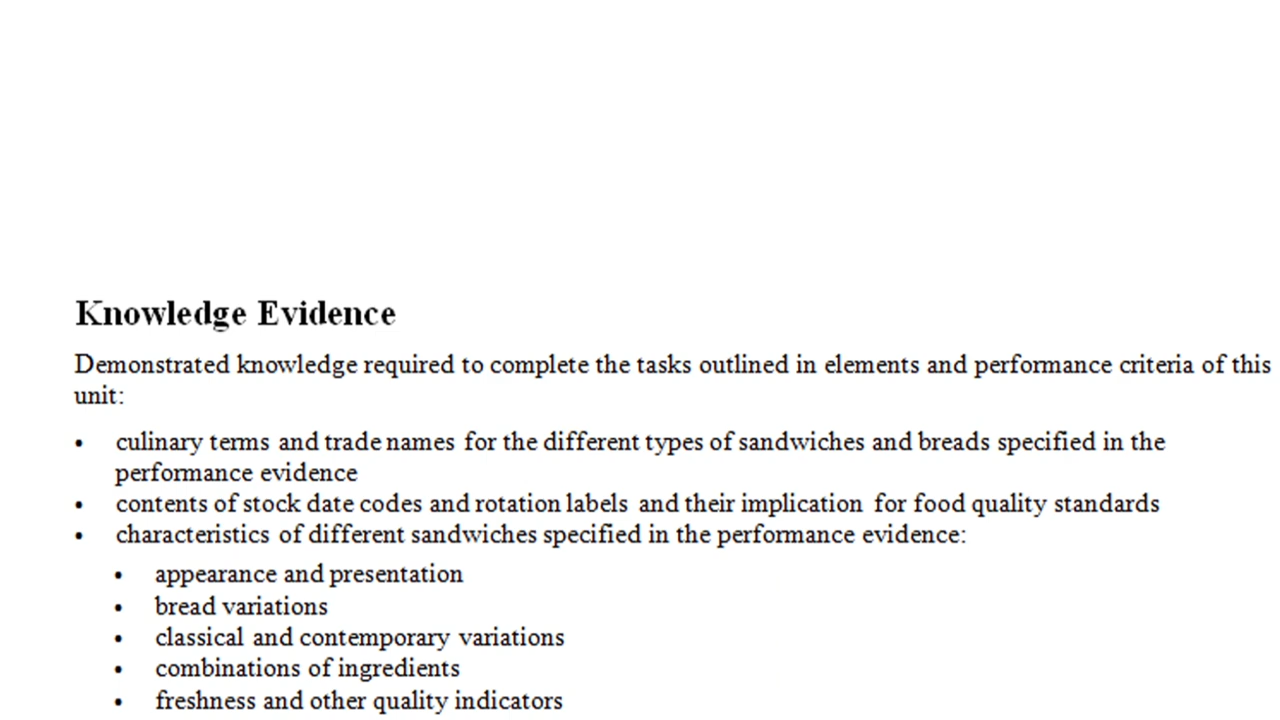 Knowledge Evidence
Demonstrated knowledge required to complete the tasks outlined in elements and performance criteria of this
unit:
• culinary terms and trade names for the different types of sandwiches and breads specified in the
performance evidence
• contents of stock date codes and rotation labels and their implication for food quality standards
• characteristics of different sandwiches specified in the performance evidence:
• appearance and presentation
• bread variations
• classical and contemporary variations
• combinations of ingredients
• freshness and other quality indicators